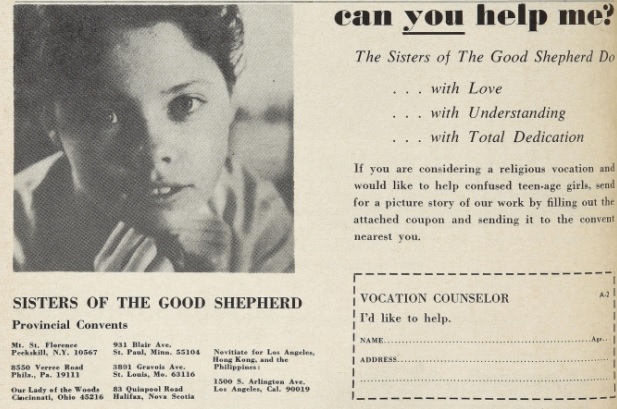 can you help me?
The Sisters of The Good Shepherd Do
. . . with Love
. . . with Understanding
. . . with Total Dedication
If you are considering a religious vocation and
would like to help confused teen-age girls, send
for a picture story of our work by filling out the
attached coupon and sending it to the convent
nearest you.
SISTERS OF THE GOOD SHEPHERD
Provincial Convents
Mt. St. Florence
Peekskill, N.Y. 10567
8550 Verree Road
Phila., Pa. 19111
Our Lady of the Woods
Cincinnati, Ohio 45216
931 Blair Ave.
St. Paul, Minn. 55104
3801 Gravois Ave.
St. Louis, Mo. 63116
83 Quinpool Road
Halifax, Nova Scotia
Novitiate for Los Angeles,
Hong Kong, and the
Philippines:
1500 S. Arlington Ave.
Los Angeles, Cal. 90019
VOCATION COUNSELOR A-2
I'd like to help.
NAME Age
ADDRESS